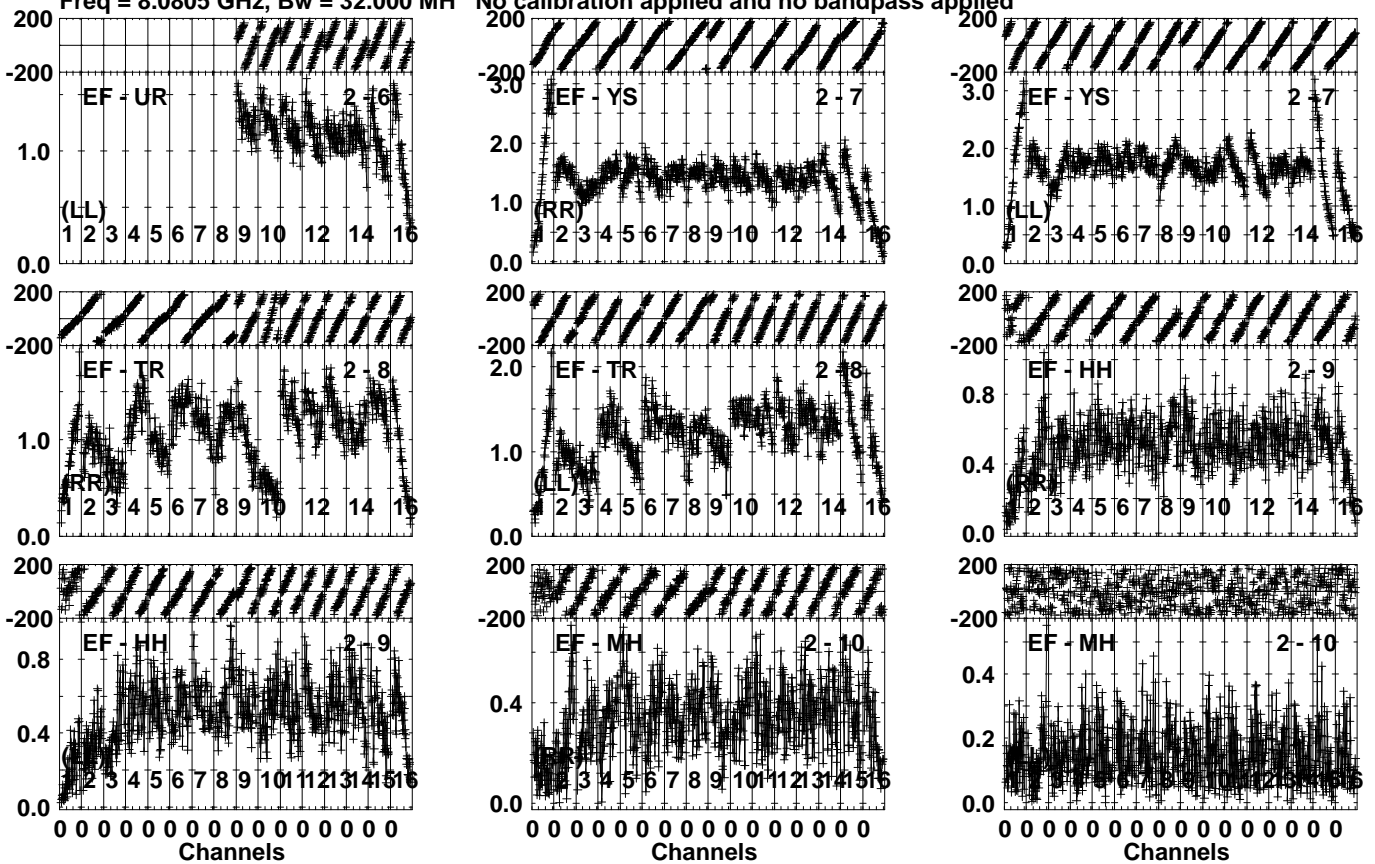 Freq = 8.0805 GHz, Bw = 32.000 MH No calibration applied and no bandpass applied
200
-200
EF - UR 2 - 6
1.0
(LL)
1 2 3 4 5 6 7 8 9 10 12 14 16
0.0
200
-200
3.0
EF - YS 2 - 7
2.0
1.0
(RR)
1 2 3 4 5 6 7 8 9 10 12 14 16
0.0
200
-200
3.0
EF - YS 2 - 7
2.0
1.0
(LL)
1 2 3 4 5 6 7 8 9 10 12 14 16
0.0
200
-200
EF - TR 2 - 8
1.0
(RR)
1 2 3 4 5 6 7 8 9 10 12 14 16
0.0
200
-200
2.0
EF - TR 2 - 8
1.0
(LL)
1 2 3 4 5 6 7 8 9 10 12 14 16
0.0
200
-200
EF - HH 2 - 9
0.8
0.4
(RR)
2 3 4 5 6 7 8 9 10 12 14 16
0.0
200
-200
EF - HH 2 - 9
0.8
0.4
(LL)
2 3 4 5 6 7 8 9 10 11 12 13 14 15 16
0.0
0 0 0 0 0 0 0 0 0 0 0 0 0 0 0 0
Channels
200
-200
EF - MH 2 - 10
0.4
(RR)
2 3 4 5 6 7 8 9 10 11 12 13 14 15 16
0.0
0 0 0 0 0 0 0 0 0 0 0 0 0 0 0 0
Channels
200
-200
EF - MH 2 - 10
0.4
0.2
0.0
0 0 0 0 0 0 0 0 0 0 0 0 0 0 0 0
Channels